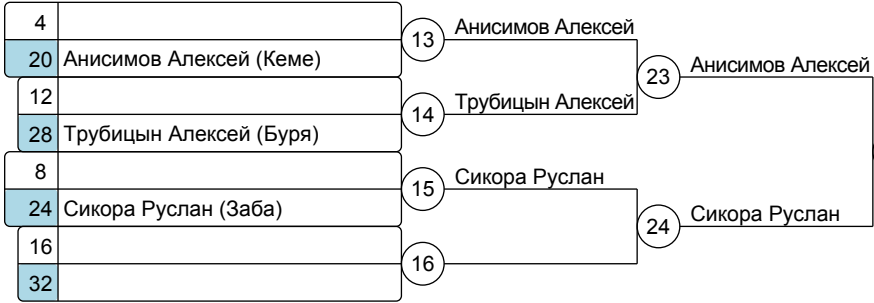 4
20 Анисимов Алексей (Кеме)
12
28 Трубицын Алексей (Буря)
8
24 Сикора Руслан (Заба)
16
32
13
Анисимов Алексей
14
Трубицын Алексей
15
Сикора Руслан
16
23
Анисимов Алексей
24
Сикора Руслан